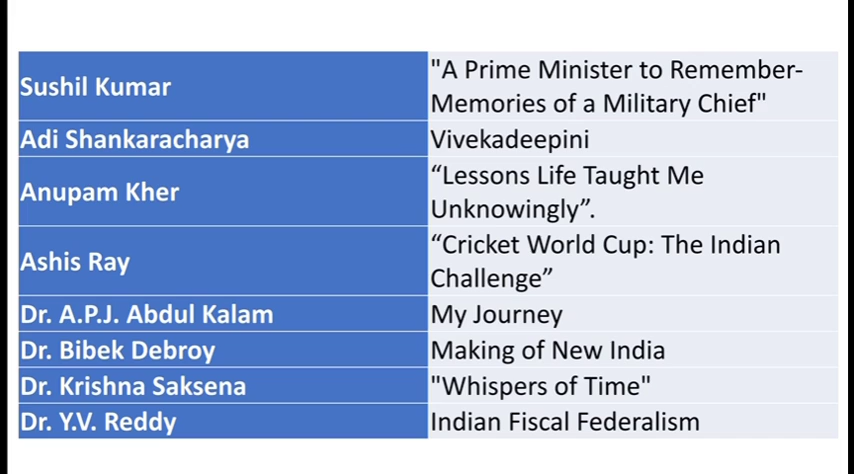 Sushil Kumar
"A Prime Minister to Remember-
Memories of a Military Chief"
Adi Shankaracharya
Vivekadeepini
Anupam Kher
“Lessons Life Taught Me
Unknowingly”.
Ashis Ray
“Cricket World Cup: The Indian
Challenge”
Dr. A.P.J. Abdul Kalam
My Journey
Dr. Bibek Debroy
Making of New India
Dr. Krishna Saksena
"Whispers of Time"
Dr. Y.V. Reddy
Indian Fiscal Federalism